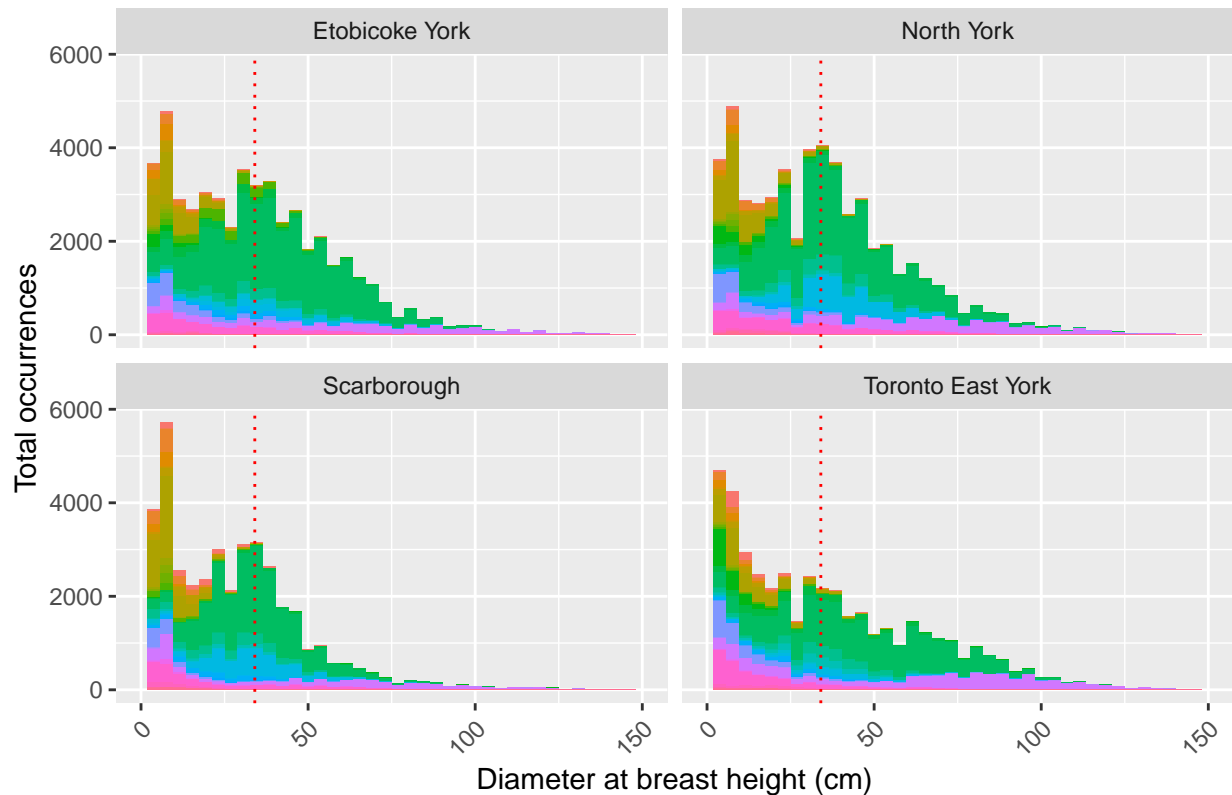 Etobicoke York
North York
6000
4000
2000
0
Scarborough
Toronto East York
6000
4000
2000
0
Total occurrences
0
50
100
150
0
50
100
150
Diameter at breast height (cm)